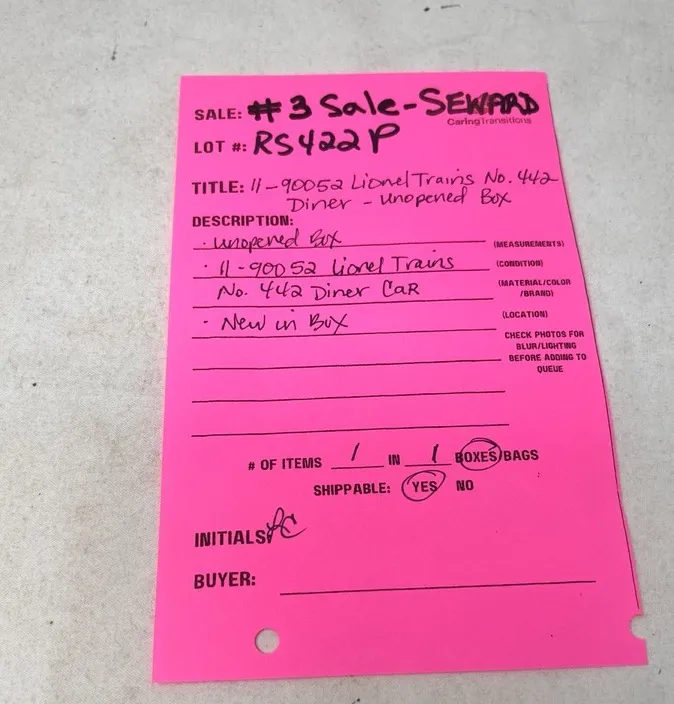 SALE: #3 Sale - SEWARD
CaringTransitions
LOT #: RS422P
TITLE: 11-90052 Lionel Trains No. 442
Diner - Unopened Box
DESCRIPTION:
· Unopened Box
(MEASUREMENTS)
· 11-90052 Lionel Trains
(CONDITION)
No. 442 Diner Car
(MATERIAL/COLOR
/BRAND)
· New in Box
(LOCATION)
CHECK PHOTOS FOR
BLUR/LIGHTING
BEFORE ADDING TO
QUEUE
# OF ITEMS 1 IN 1 BOXES/BAGS
SHIPPABLE: YES NO
INITIALS:
BUYER: